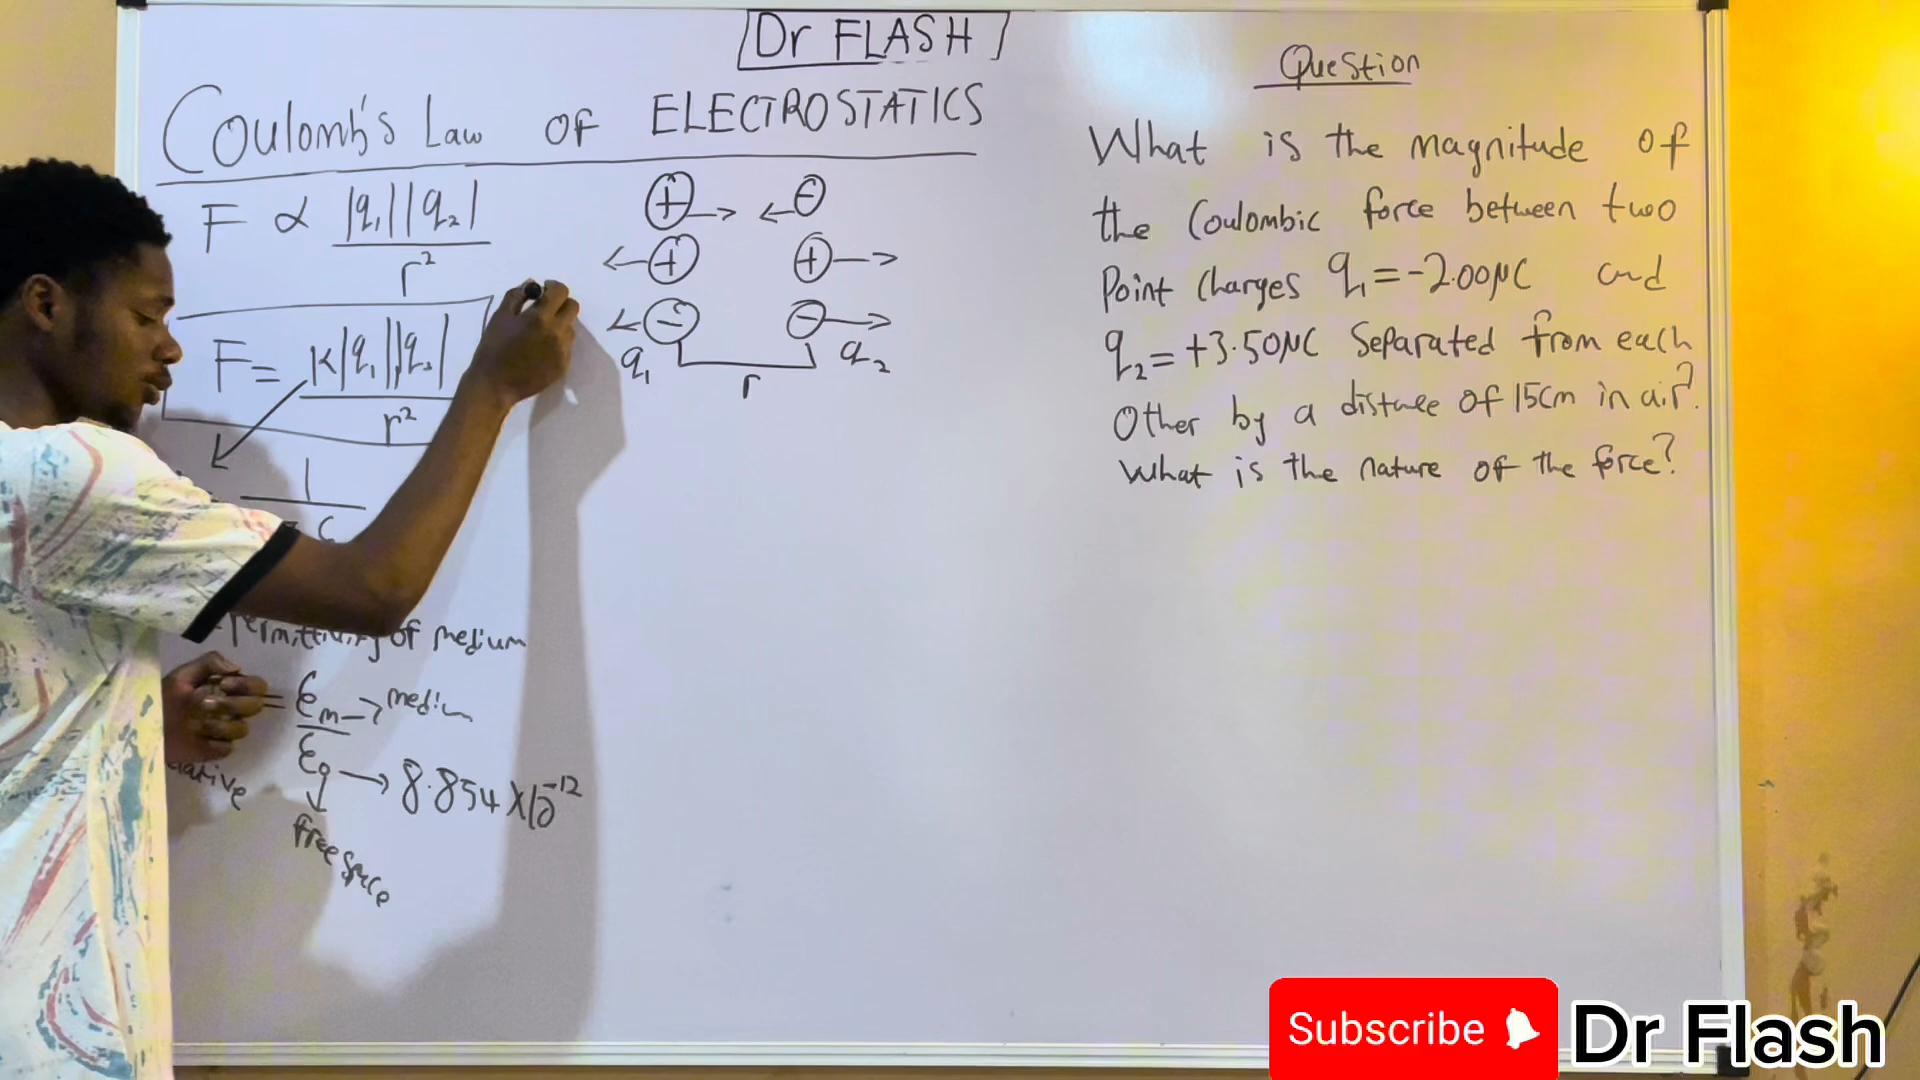 Dr FLASH
Coulomb's Law OF ELECTROSTATICS
F ∝ |q₁||q₂|
r²
F = K|q₁||q₂|
r²
1
+ -
+ +
- -
q₁ q₂
r
permittivity of medium
= εm → medium
ε₀ → 8.854 X 10⁻¹²
free space
Question
What is the magnitude of
the Coulombic force between two
Point Charges q₁ = -2.00μC and
q₂ = +3.50μC Separated from each
Other by a distance of 15cm in air?
What is the nature of the force?
Subscribe
Dr Flash